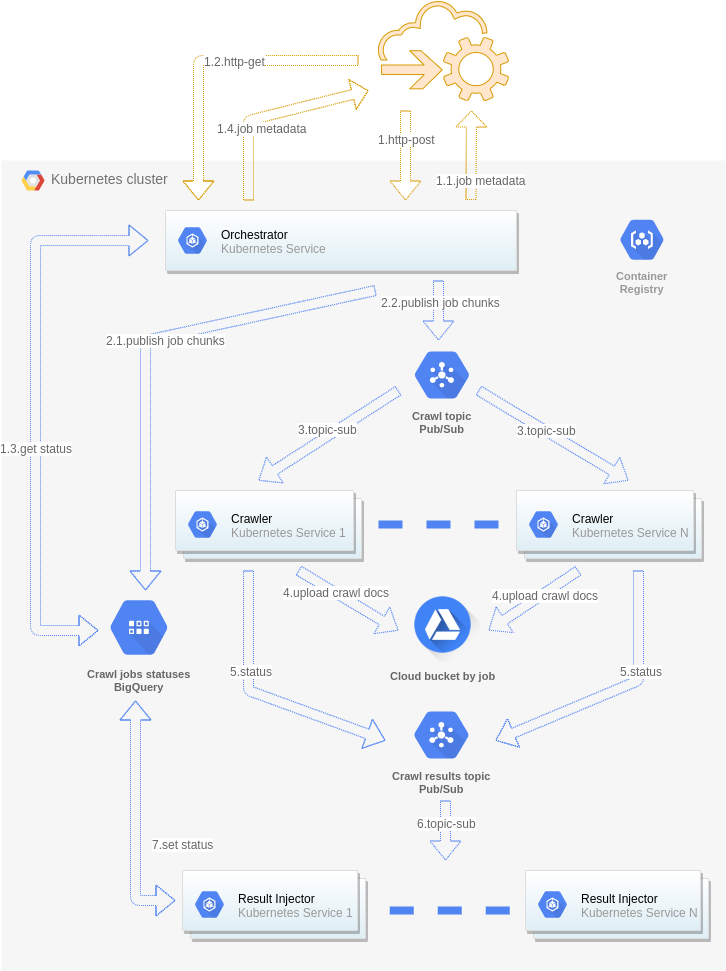 1.2.http-get
1.4.job metadata
1.http-post
1.1.job metadata
Kubernetes cluster
Orchestrator
Kubernetes Service
Container
Registry
2.2.publish job chunks
2.1.publish job chunks
Crawl topic
Pub/Sub
3.topic-sub
3.topic-sub
1.3.get status
Crawler
Kubernetes Service 1
Crawler
Kubernetes Service N
4.upload crawl docs
4.upload crawl docs
Crawl jobs statuses
BigQuery
5.status
Cloud bucket by job
5.status
Crawl results topic
Pub/Sub
6.topic-sub
7.set status
Result Injector
Kubernetes Service 1
Result Injector
Kubernetes Service N